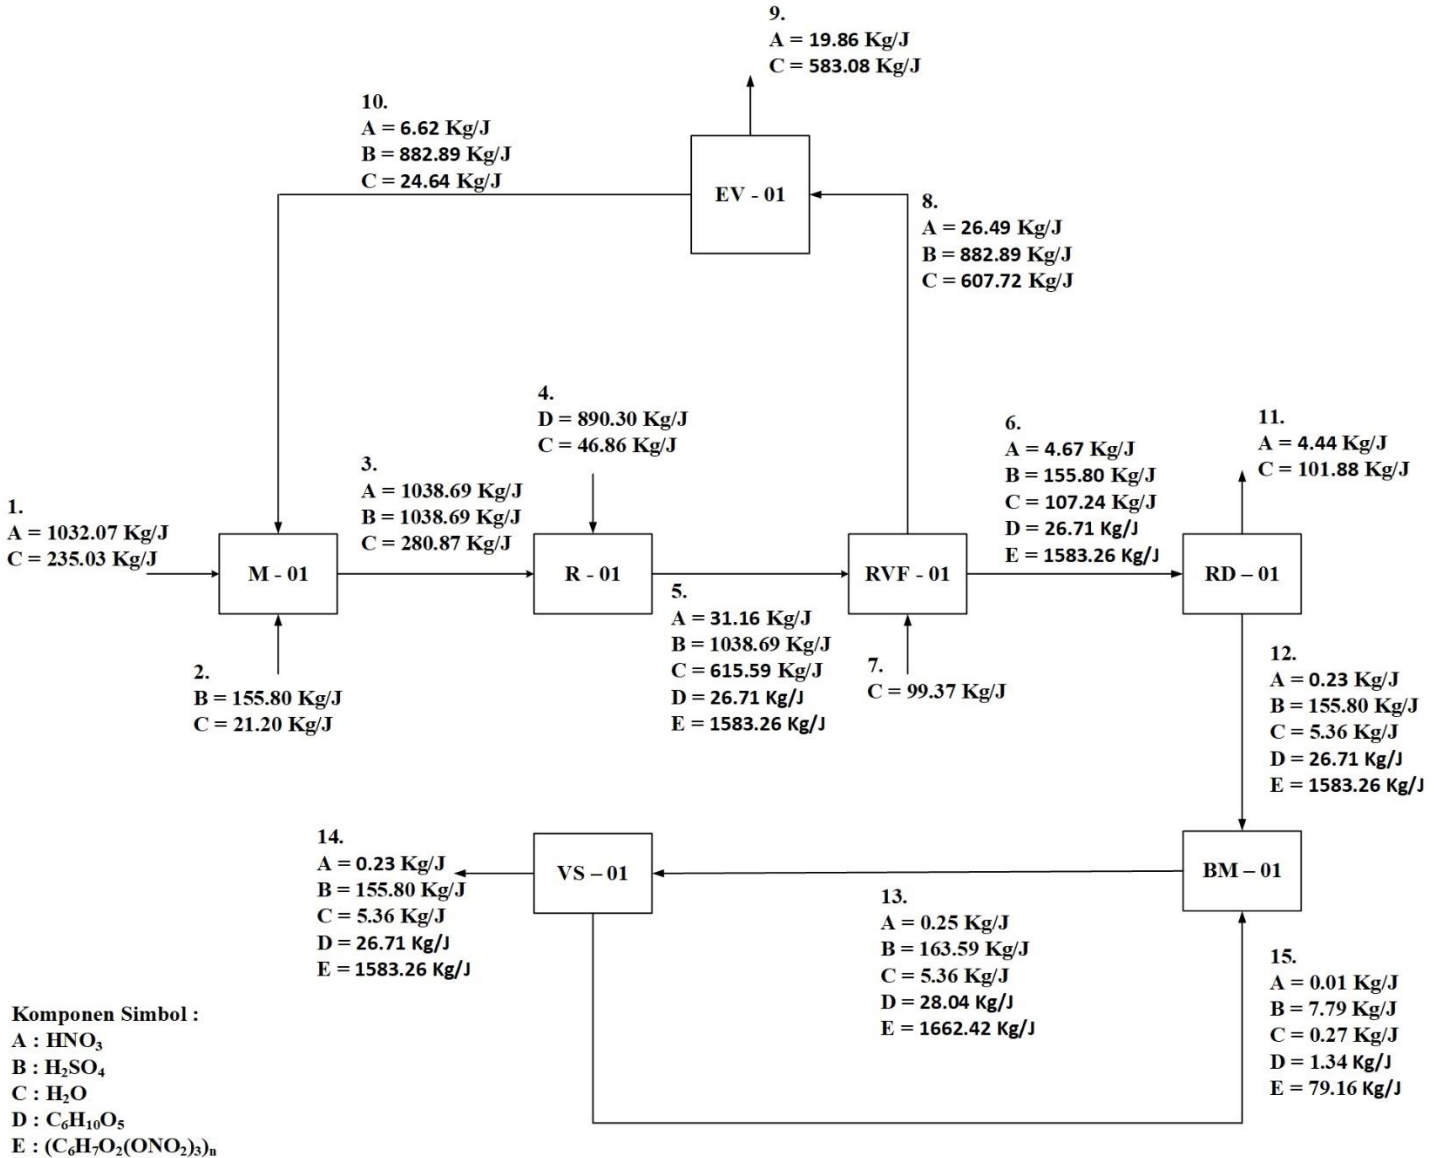 9.
A = 19.86 Kg/J
C = 583.08 Kg/J
10.
A = 6.62 Kg/J
B = 882.89 Kg/J
C = 24.64 Kg/J
EV - 01
8.
A = 26.49 Kg/J
B = 882.89 Kg/J
C = 607.72 Kg/J
4.
D = 890.30 Kg/J
C = 46.86 Kg/J
6.
A = 4.67 Kg/J
B = 155.80 Kg/J
C = 107.24 Kg/J
D = 26.71 Kg/J
E = 1583.26 Kg/J
11.
A = 4.44 Kg/J
C = 101.88 Kg/J
3.
A = 1038.69 Kg/J
B = 1038.69 Kg/J
C = 280.87 Kg/J
1.
A = 1032.07 Kg/J
C = 235.03 Kg/J
M - 01
R - 01
RVF - 01
RD – 01
5.
A = 31.16 Kg/J
B = 1038.69 Kg/J
C = 615.59 Kg/J
D = 26.71 Kg/J
E = 1583.26 Kg/J
2.
B = 155.80 Kg/J
C = 21.20 Kg/J
7.
C = 99.37 Kg/J
12.
A = 0.23 Kg/J
B = 155.80 Kg/J
C = 5.36 Kg/J
D = 26.71 Kg/J
E = 1583.26 Kg/J
14.
A = 0.23 Kg/J
B = 155.80 Kg/J
C = 5.36 Kg/J
D = 26.71 Kg/J
E = 1583.26 Kg/J
VS – 01
BM – 01
13.
A = 0.25 Kg/J
B = 163.59 Kg/J
C = 5.36 Kg/J
D = 28.04 Kg/J
E = 1662.42 Kg/J
15.
A = 0.01 Kg/J
B = 7.79 Kg/J
C = 0.27 Kg/J
D = 1.34 Kg/J
E = 79.16 Kg/J
Komponen Simbol :
A : HNO₃
B : H₂SO₄
C : H₂O
D : C₆H₁₀O₅
E : (C₆H₇O₂(ONO₂)₃)ₙ